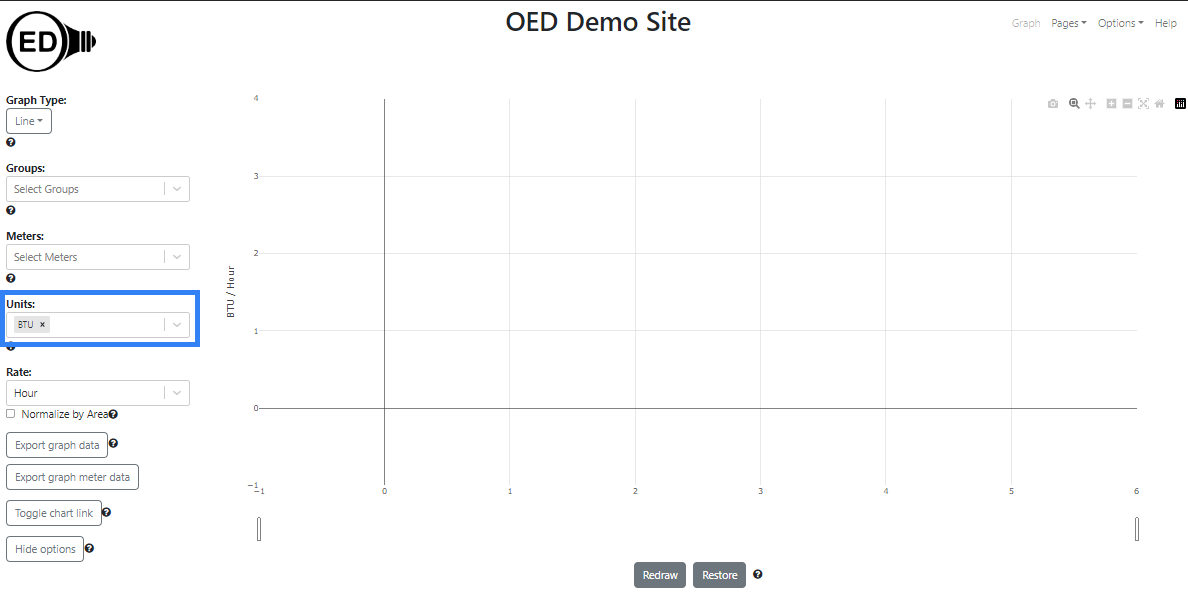 ED
OED Demo Site
Graph Pages Options Help
Graph Type:
Line
Groups:
Select Groups
Meters:
Select Meters
Units:
BTU ×
Rate:
Hour
Normalize by Area
Export graph data
Export graph meter data
Toggle chart link
Hide options
BTU / Hour
4
3
2
1
0
−1
−1 0 1 2 3 4 5 6
Redraw Restore